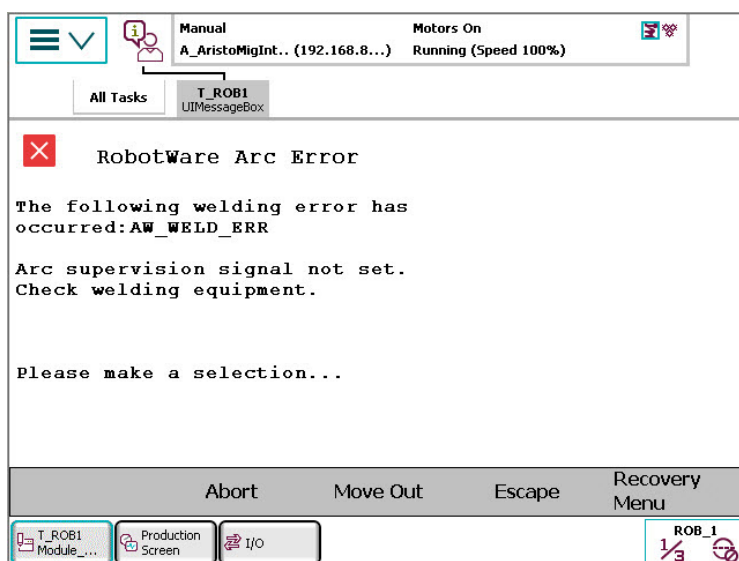 Manual
Motors On
A_AristoMigInt.. (192.168.8...)
Running (Speed 100%)
All Tasks
T_ROB1
UIMessageBox
RobotWare Arc Error
The following welding error has
occurred:AW_WELD_ERR
Arc supervision signal not set.
Check welding equipment.
Please make a selection...
Abort
Move Out
Escape
Recovery
Menu
T_ROB1
Module_...
Production
Screen
I/O
ROB_1
1/3